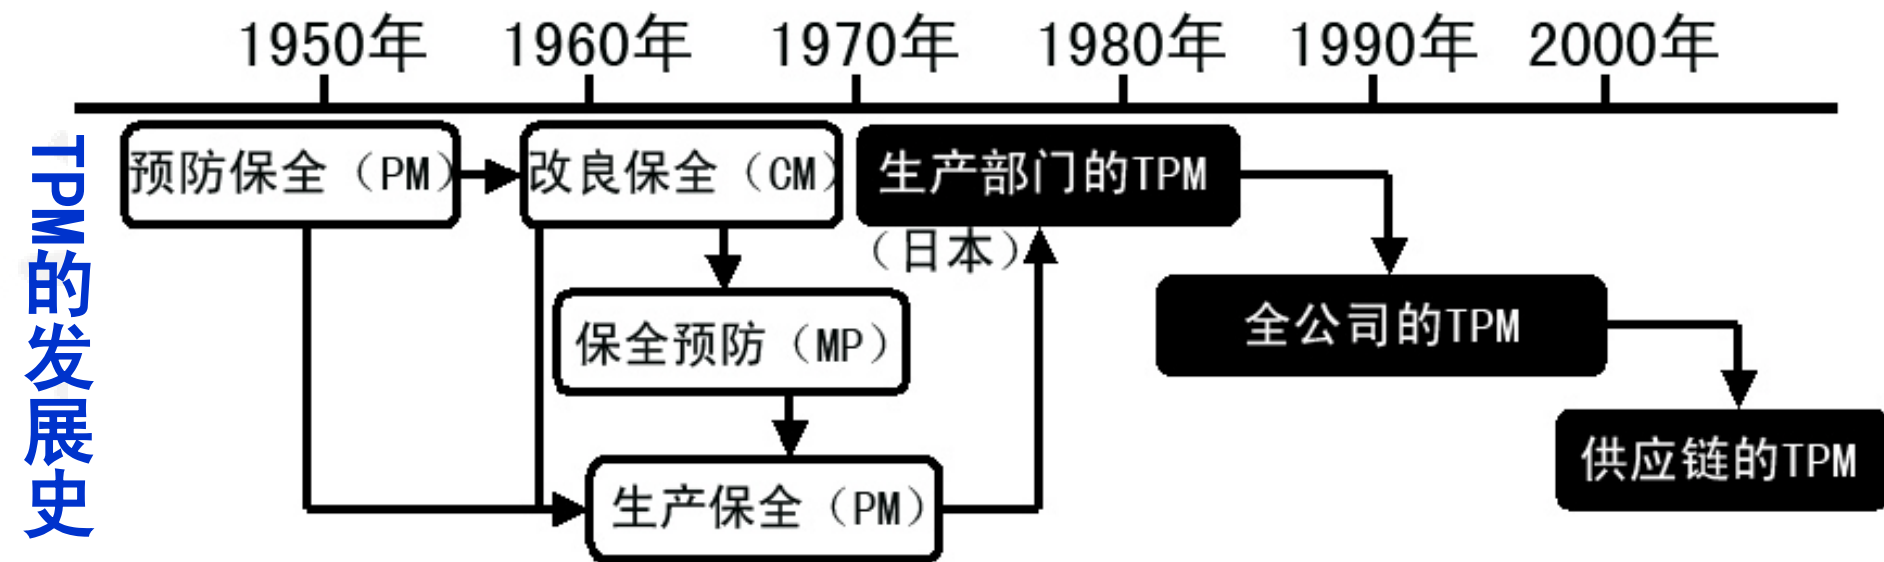 TPM的发展史
1950年 1960年 1970年 1980年 1990年 2000年
预防保全（PM） 改良保全（CM） 生产部门的TPM
（日本）
全公司的TPM
保全预防（MP）
供应链的TPM
生产保全（PM）